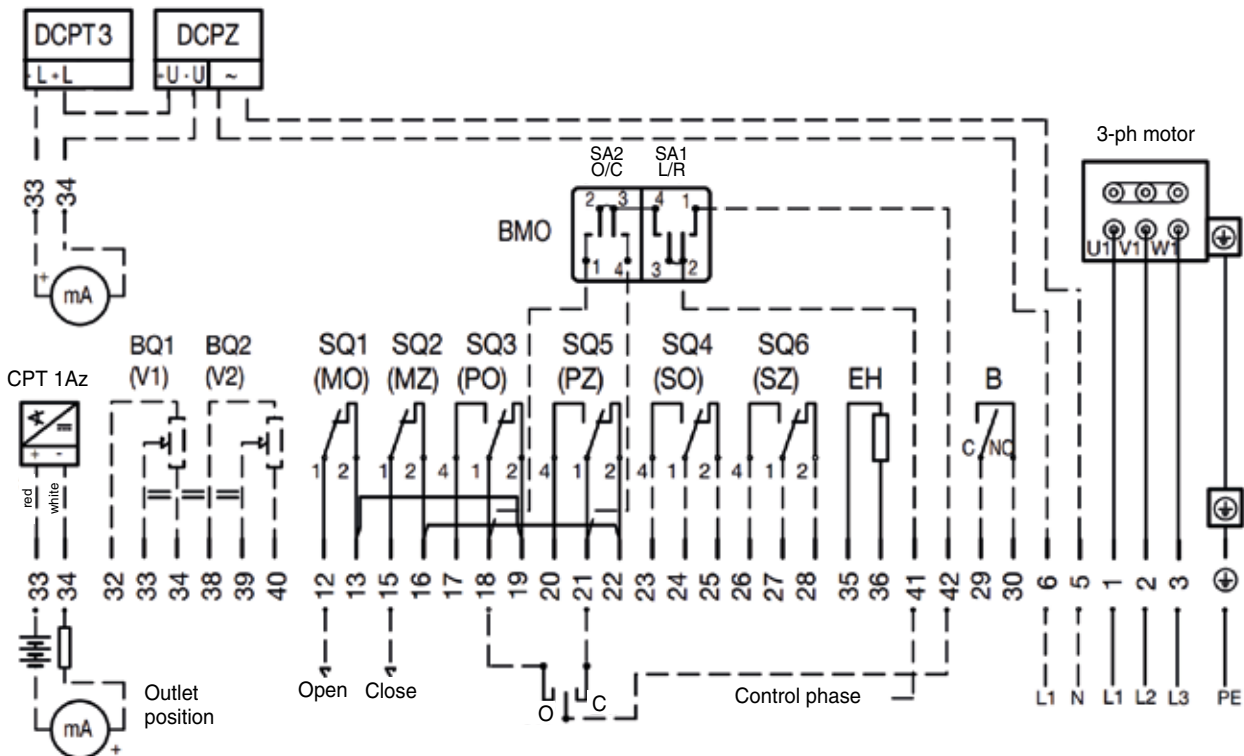 DCPT3 DCPZ
- L + L +U - U ~
3-ph motor
SA2 SA1
O/C L/R
33 34
2 3 4 1
BMO
U1 V1 W1
1 4 3 2
+ mA
BQ1 BQ2 SQ1 SQ2 SQ3 SQ5 SQ4 SQ6
CPT 1Az (V1) (V2) (MO) (MZ) (PO) (PZ) (SO) (SZ) EH B
A
C NC
+ -
1 2 1 2 4 1 2 4 1 2 4 1 2 4 1 2
red white
33 34 32 33 34 38 39 40 12 13 15 16 17 18 19 20 21 22 23 24 25 26 27 28 35 36 41 42 29 30 6 5 1 2 3
Outlet
position
Open Close
O C
Control phase
L1 N L1 L2 L3 PE
mA +